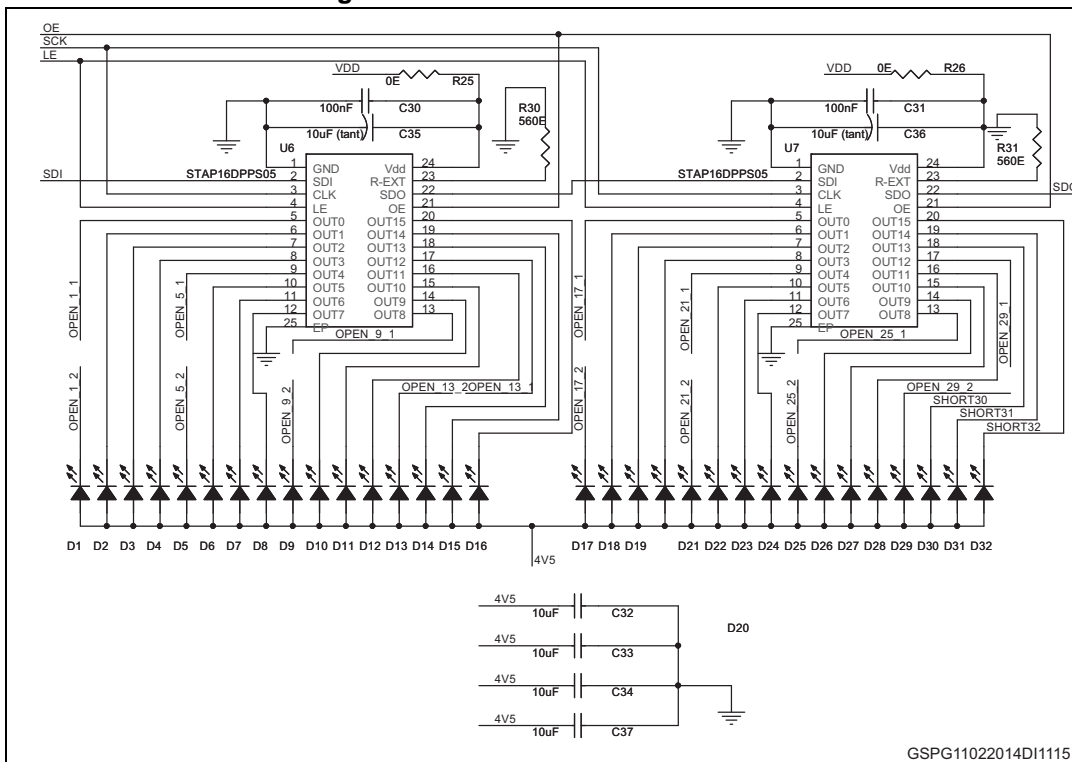 OE
SCK
LE
VDD 0E R25
100nF C30
10uF (tant) C35
R30
560E
U6
STAP16DPPS05
SDI
1 GND Vdd 24
2 SDI R-EXT 23
3 CLK SDO 22
4 LE OE 21
5 OUT0 OUT15 20
6 OUT1 OUT14 19
7 OUT2 OUT13 18
8 OUT3 OUT12 17
9 OUT4 OUT11 16
10 OUT5 OUT10 15
11 OUT6 OUT9 14
12 OUT7 OUT8 13
25 EP
OPEN_1_1
OPEN_5_1
OPEN_9_1
OPEN_1_2
OPEN_5_2
OPEN_9_2
OPEN_13_2
OPEN_13_1
VDD 0E R26
100nF C31
10uF (tant) C36
R31
560E
U7
STAP16DPPS05
SDO
1 GND Vdd 24
2 SDI R-EXT 23
3 CLK SDO 22
4 LE OE 21
5 OUT0 OUT15 20
6 OUT1 OUT14 19
7 OUT2 OUT13 18
8 OUT3 OUT12 17
9 OUT4 OUT11 16
10 OUT5 OUT10 15
11 OUT6 OUT9 14
12 OUT7 OUT8 13
25 EP
OPEN_17_1
OPEN_21_1
OPEN_25_1
OPEN_29_1
OPEN_17_2
OPEN_21_2
OPEN_25_2
OPEN_29_2
SHORT30
SHORT31
SHORT32
D1 D2 D3 D4 D5 D6 D7 D8 D9 D10 D11 D12 D13 D14 D15 D16
D17 D18 D19 D21 D22 D23 D24 D25 D26 D27 D28 D29 D30 D31 D32
4V5
4V5 10uF C32
4V5 10uF C33
4V5 10uF C34
4V5 10uF C37
D20
GSPG11022014DI1115